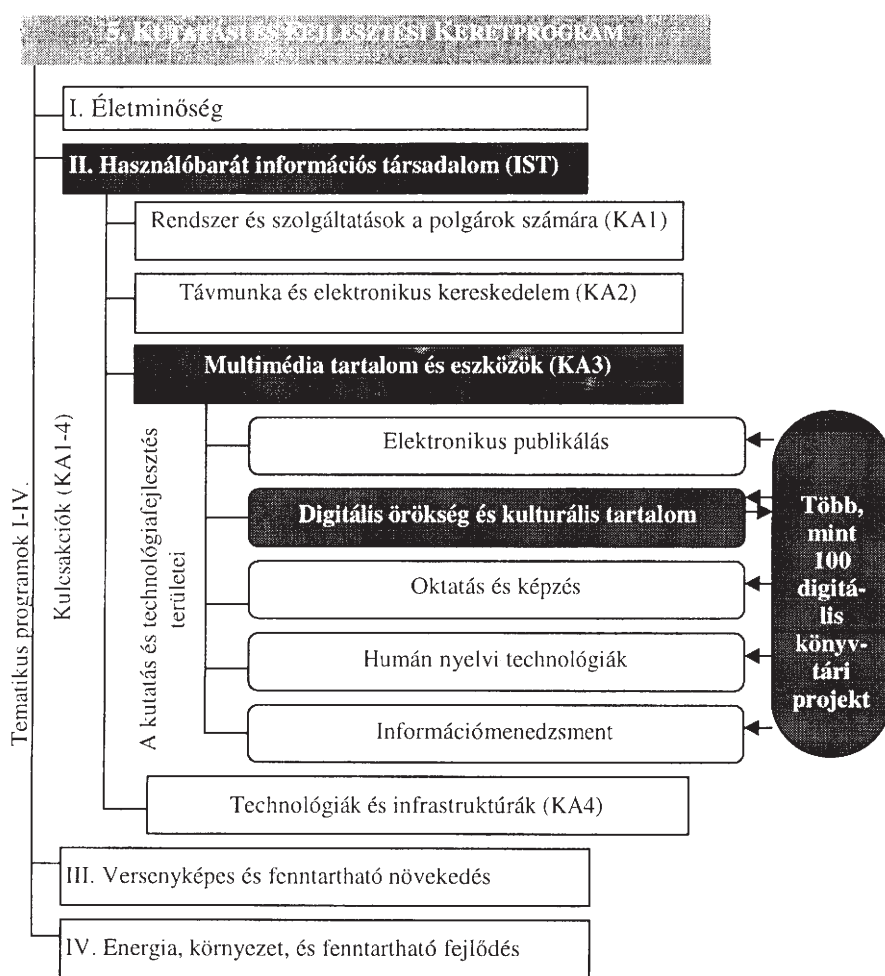 5. KUTATÁSI ÉS FEJLESZTÉSI KERETPROGRAM
I. Életminőség
II. Használóbarát információs társadalom (IST)
Rendszer és szolgáltatások a polgárok számára (KA1)
Távmunka és elektronikus kereskedelem (KA2)
Multimédia tartalom és eszközök (KA3)
Elektronikus publikálás
Digitális örökség és kulturális tartalom
Oktatás és képzés
Humán nyelvi technológiák
Információmenedzsment
Technológiák és infrastruktúrák (KA4)
III. Versenyképes és fenntartható növekedés
IV. Energia, környezet, és fenntartható fejlődés
Tematikus programok I-IV.
Kulcsakciók (KA1-4)
A kutatás és technológiafejlesztés
területei
Több,
mint
100
digitá-
lis
könyv-
tári
projekt